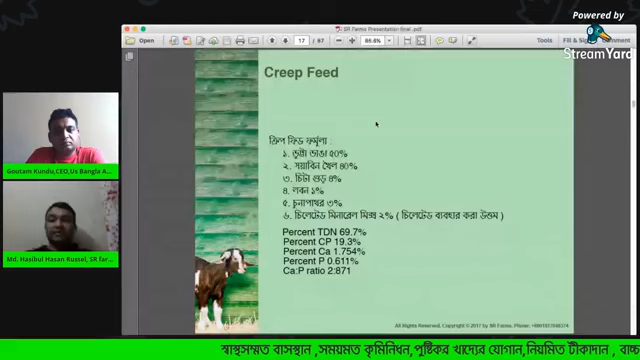 Powered by
StreamYard
SR Farms Presentation final .pdf
Open
17 / 87
86.6%
Tools
Fill & Sign
Comment
Creep Feed
ক্রিপ ফিড ফর্মুলা :
১. ভুট্টা ভাঙা ৫০%
২. সয়াবিন খৈল ৪০%
৩. চিটা গুড় ৪%
৪. লবন ১%
৫. চুনাপাথর ৩%
৬. চিলেটেড মিনারেল মিক্স ২% ( চিলেটেড ব্যবহার করা উত্তম )
Percent TDN 69.7%
Percent CP 19.3%
Percent Ca 1.754%
Percent P 0.611%
Ca:P ratio 2:871
All Rights Reserved by SR Farms.
Goutam Kundu,CEO,Us Bangla A...
Md. Hasibul Hasan Russel, SR far...
স্বাস্থসম্মত বাসস্থান ,সময়মত কৃমিনিধন,পুষ্টিকর খাদ্যের যোগান,নিয়মিত টীকাদান , বাচ্চ